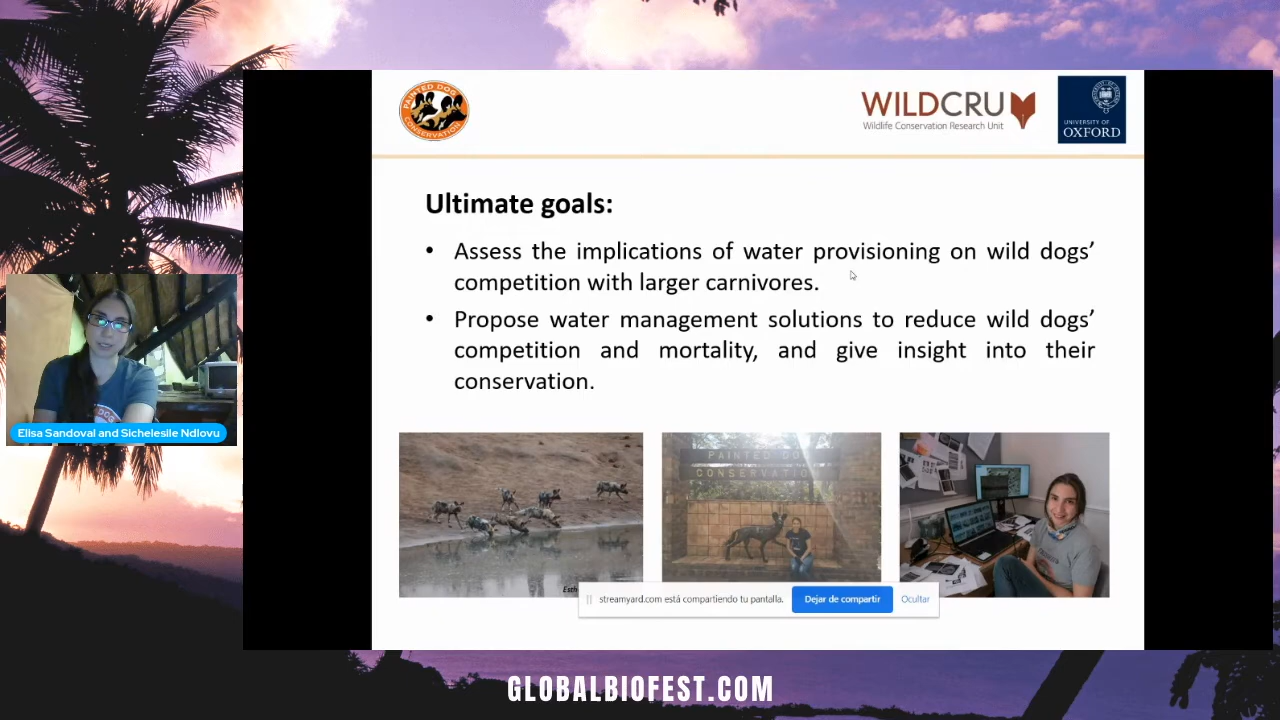 PAINTED DOG
CONSERVATION
WILDCRU
Wildlife Conservation Research Unit
UNIVERSITY OF
OXFORD
Ultimate goals:
• Assess the implications of water provisioning on wild dogs’
competition with larger carnivores.
• Propose water management solutions to reduce wild dogs’
competition and mortality, and give insight into their
conservation.
Elisa Sandoval and Sichelesile Ndlovu
PAINTED DOG
CONSERVATION
streamyard.com está compartiendo tu pantalla.
Dejar de compartir
Ocultar
GLOBALBIOFEST.COM